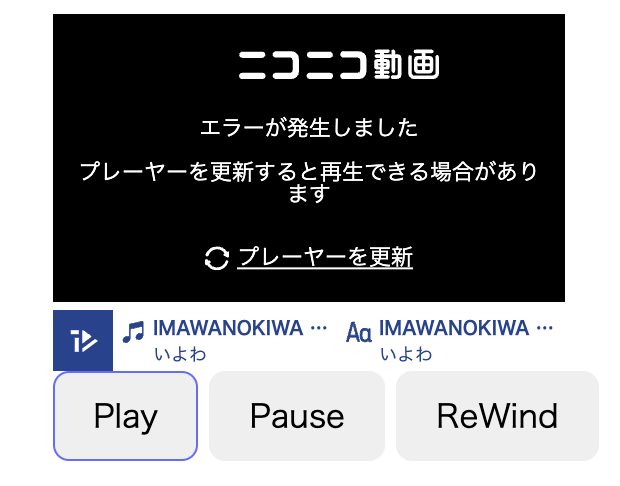 ニコニコ動画
エラーが発生しました
プレーヤーを更新すると再生できる場合があり
ます
プレーヤーを更新
IMAWANOKIWA …
いよわ
Aa IMAWANOKIWA …
いよわ
Play
Pause
ReWind